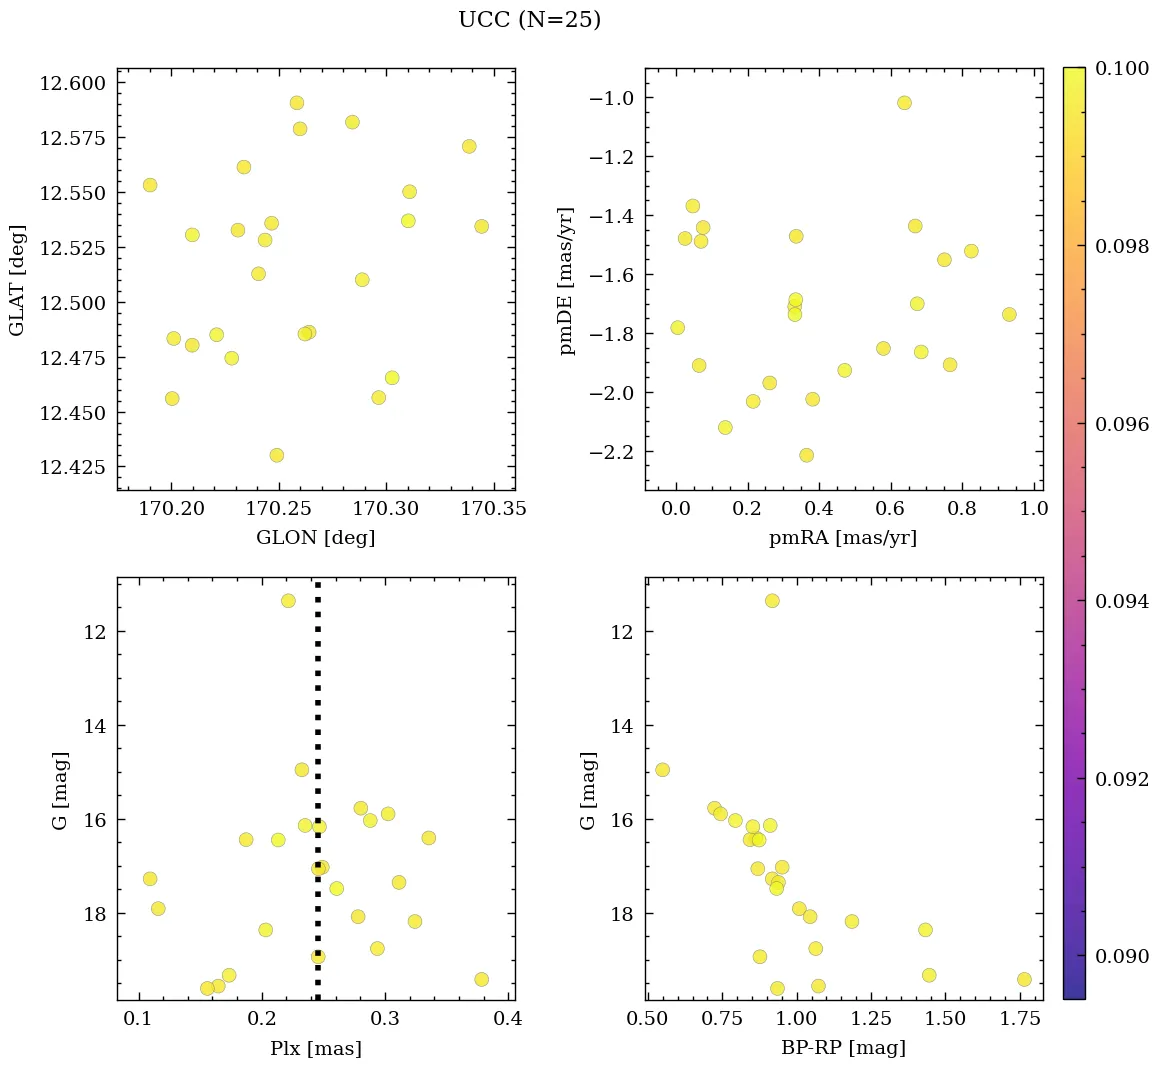 UCC (N=25)
12.600
12.575
12.550
12.525
12.500
12.475
12.450
12.425
GLAT [deg]
170.20 170.25 170.30 170.35
GLON [deg]
−1.0
−1.2
−1.4
−1.6
−1.8
−2.0
−2.2
pmDE [mas/yr]
0.0 0.2 0.4 0.6 0.8 1.0
pmRA [mas/yr]
12
14
16
18
G [mag]
0.1 0.2 0.3 0.4
Plx [mas]
12
14
16
18
G [mag]
0.50 0.75 1.00 1.25 1.50 1.75
BP-RP [mag]
0.100
0.098
0.096
0.094
0.092
0.090